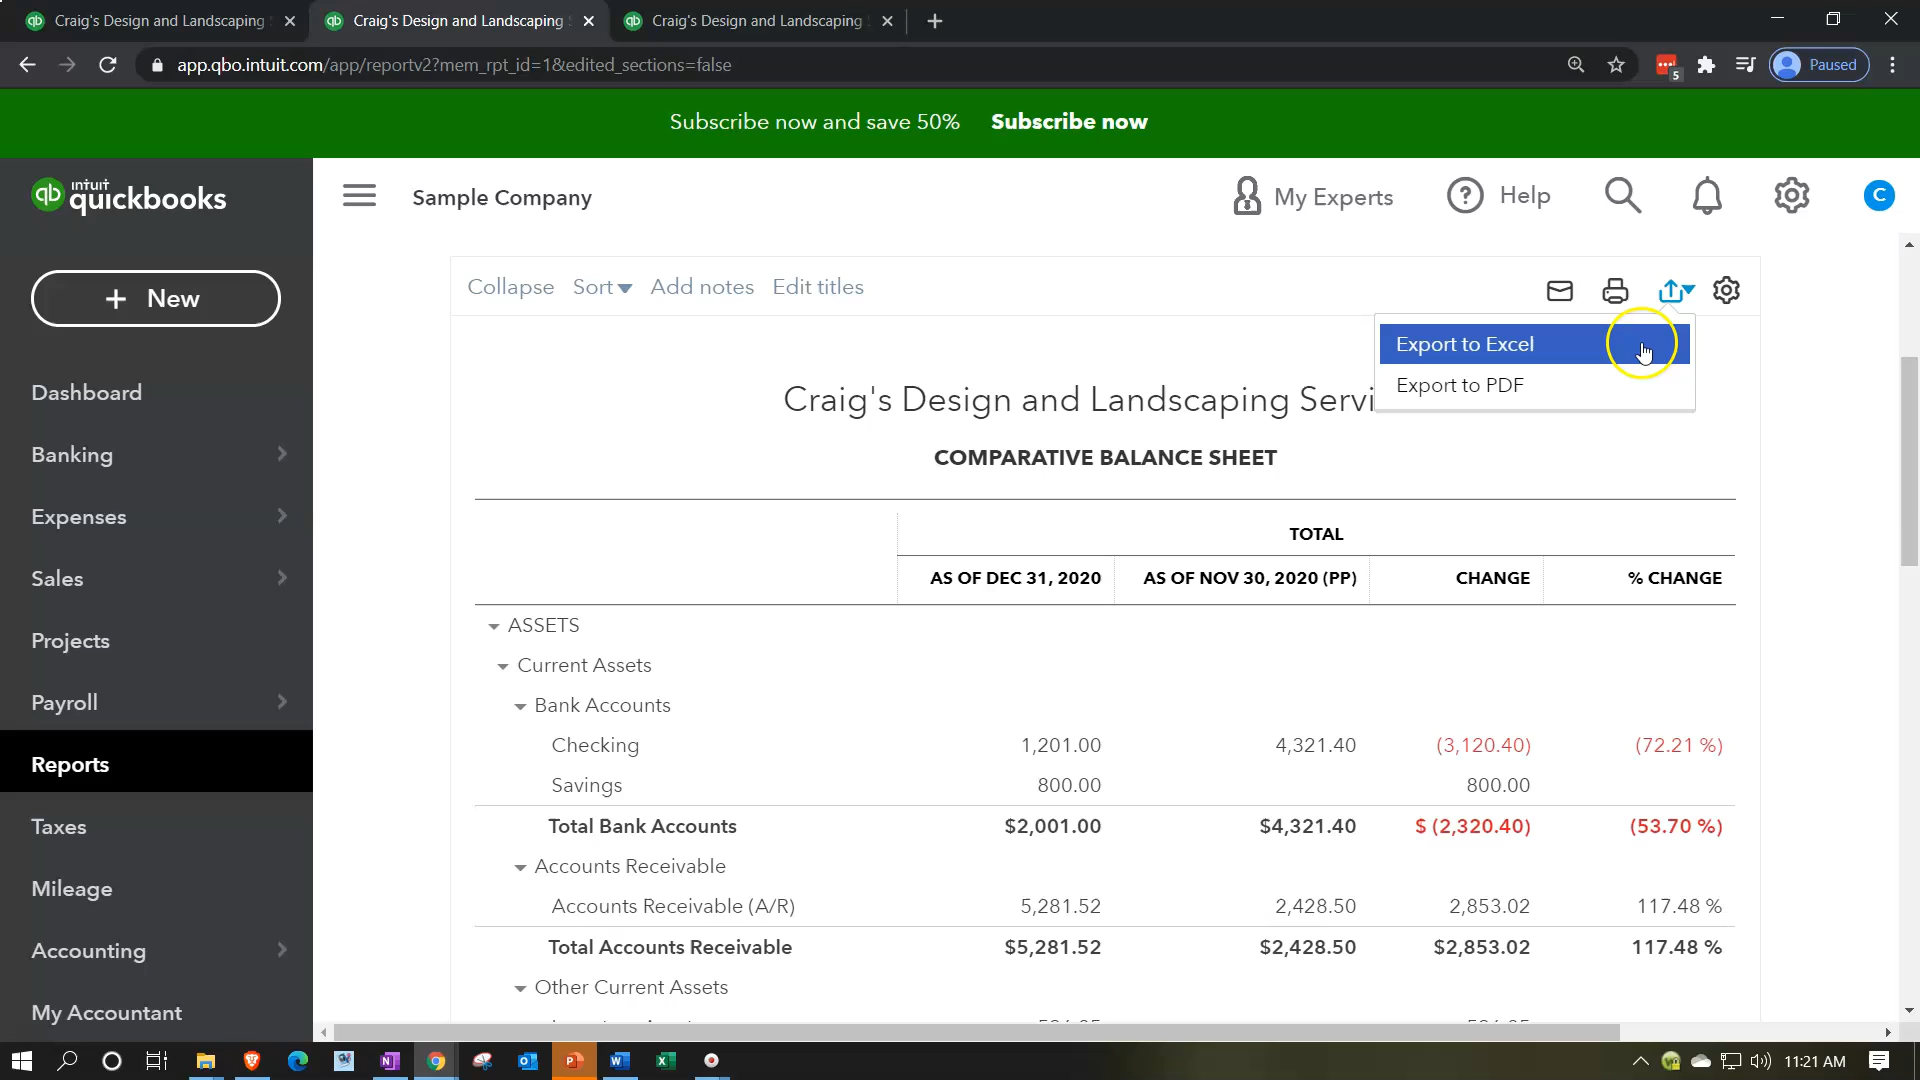 Craig's Design and Landscaping S
Craig's Design and Landscaping S
Craig's Design and Landscaping S
app.qbo.intuit.com/app/reportv2?mem_rpt_id=1&edited_sections=false
5
Paused
Subscribe now and save 50% Subscribe now
qb intuit quickbooks
Sample Company
My Experts
Help
C
+ New
Dashboard
Banking
Expenses
Sales
Projects
Payroll
Reports
Taxes
Mileage
Accounting
My Accountant
Collapse Sort Add notes Edit titles
Export to Excel
Export to PDF
Craig's Design and Landscaping Servi
COMPARATIVE BALANCE SHEET
TOTAL
AS OF DEC 31, 2020 AS OF NOV 30, 2020 (PP) CHANGE % CHANGE
ASSETS
Current Assets
Bank Accounts
Checking 1,201.00 4,321.40 (3,120.40) (72.21 %)
Savings 800.00 800.00
Total Bank Accounts $2,001.00 $4,321.40 $ (2,320.40) (53.70 %)
Accounts Receivable
Accounts Receivable (A/R) 5,281.52 2,428.50 2,853.02 117.48 %
Total Accounts Receivable $5,281.52 $2,428.50 $2,853.02 117.48 %
Other Current Assets
11:21 AM